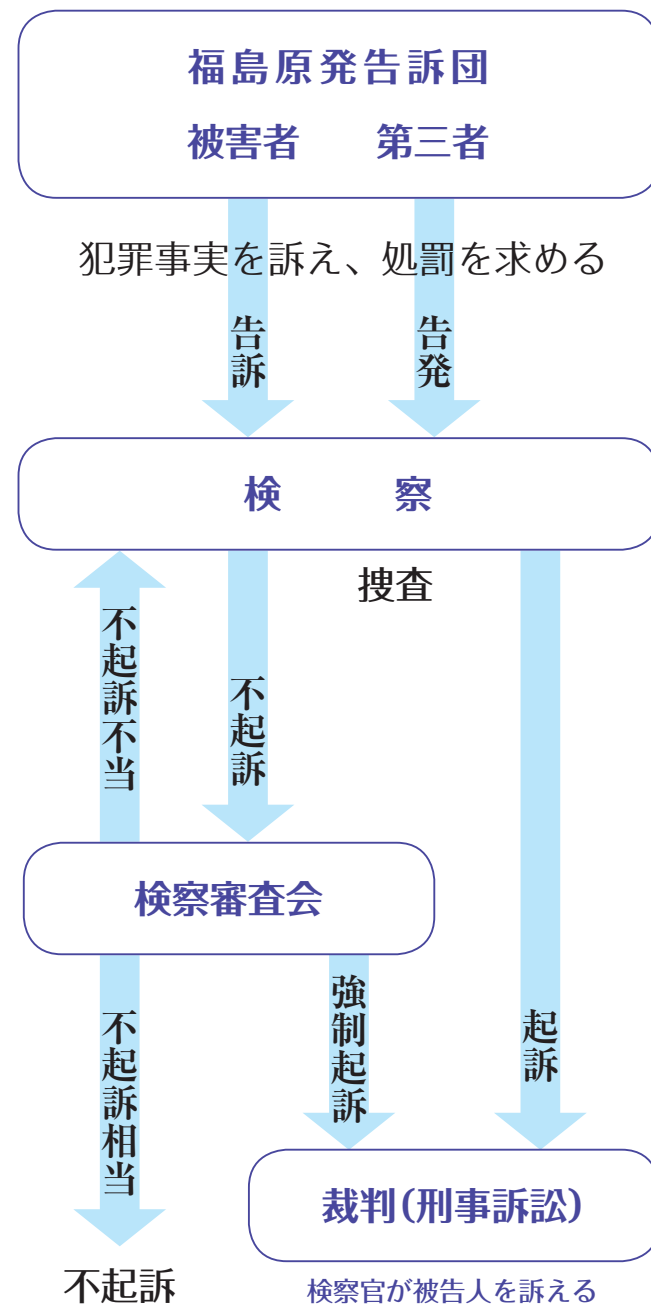 福島原発告訴団
被害者　　第三者
犯罪事実を訴え、処罰を求める
告訴
告発
検　　察
捜査
不起訴不当
不起訴
検察審査会
不起訴相当
強制起訴
起訴
裁判(刑事訴訟)
不起訴
検察官が被告人を訴える